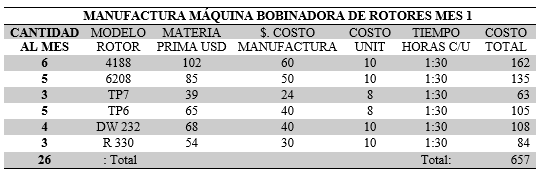 MANUFACTURA MÁQUINA BOBINADORA DE ROTORES MES 1
CANTIDAD MODELO MATERIA $. COSTO COSTO TIEMPO COSTO
AL MES ROTOR PRIMA USD MANUFACTURA UNIT HORAS C/U TOTAL
6 4188 102 60 10 1:30 162
5 6208 85 50 10 1:30 135
3 TP7 39 24 8 1:30 63
5 TP6 65 40 8 1:30 105
4 DW 232 68 40 10 1:30 108
3 R 330 54 30 10 1:30 84
26 : Total Total: 657